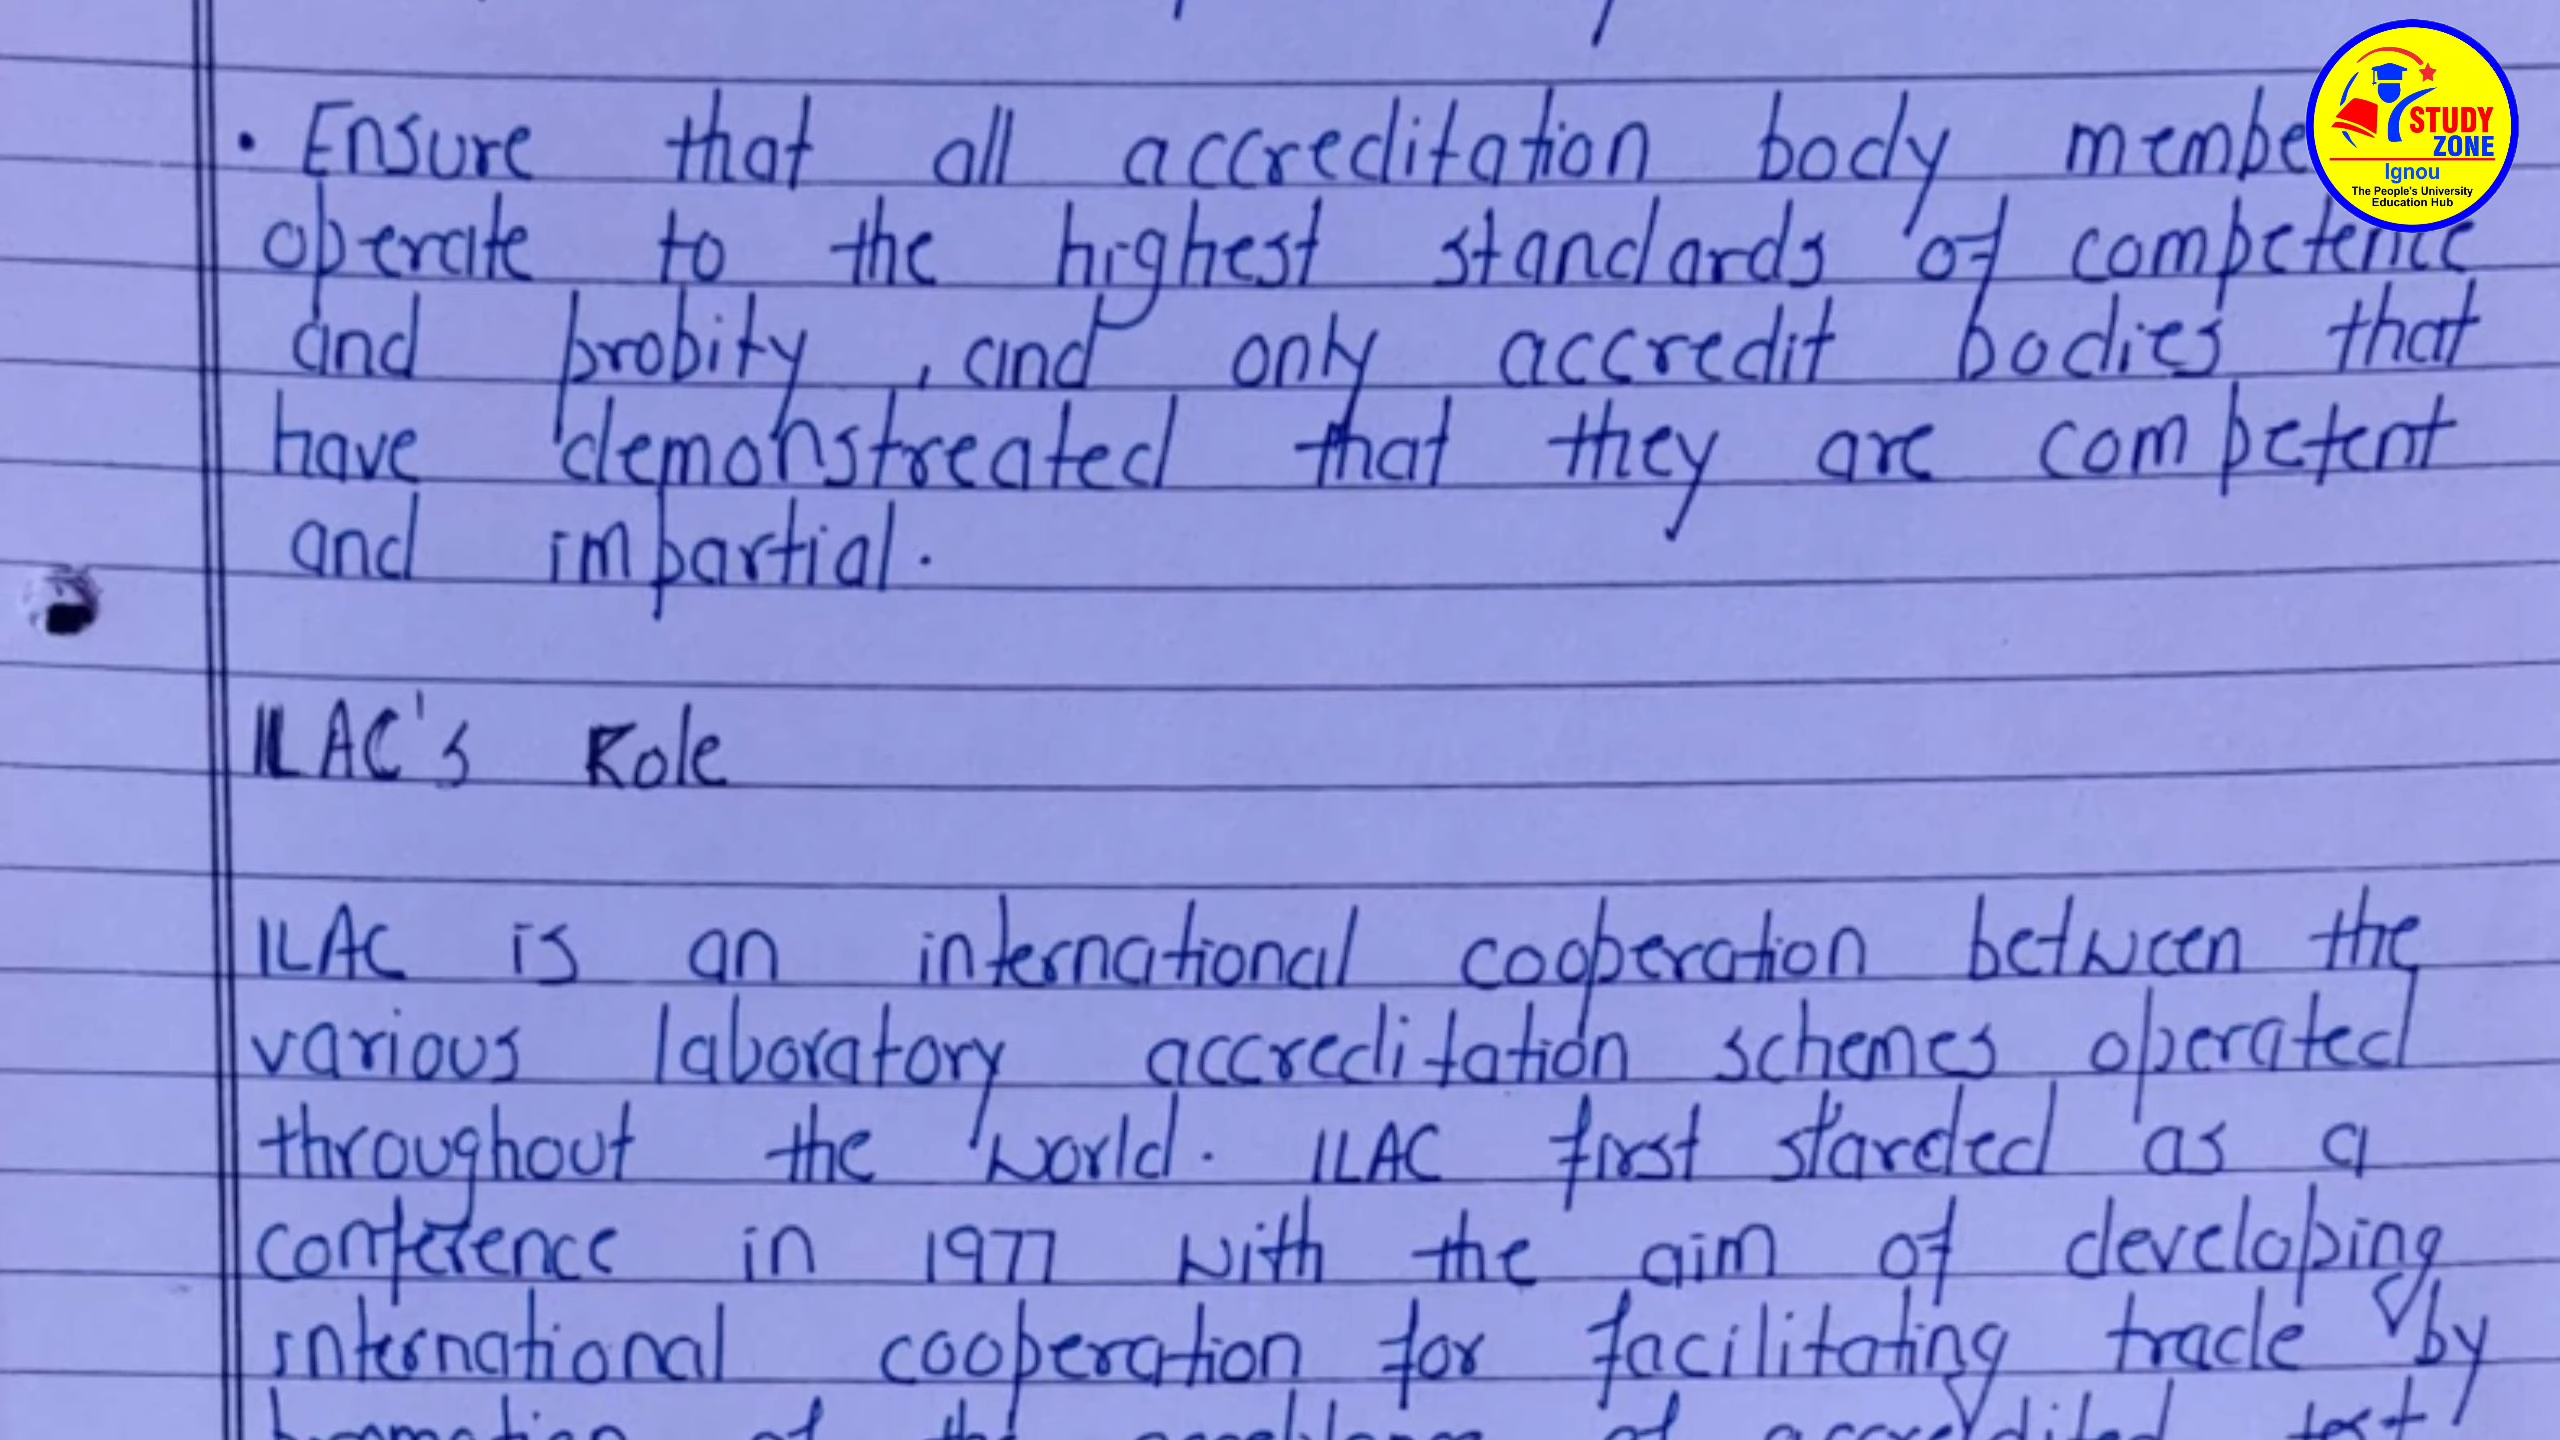 • Ensure that all accreditation body membe
operate to the highest standards of competence
and probity, and only accredit bodies that
have demonstreated that they are competent
and impartial.
ILAC's Role
ILAC is an international cooperation between the
various laboratory accreditation schemes operated
throughout the world. ILAC first starded as a
conference in 1977 with the aim of developing
international cooperation for facilitating trade by
of accredited test
STUDY
ZONE
Ignou
The People's University
Education Hub